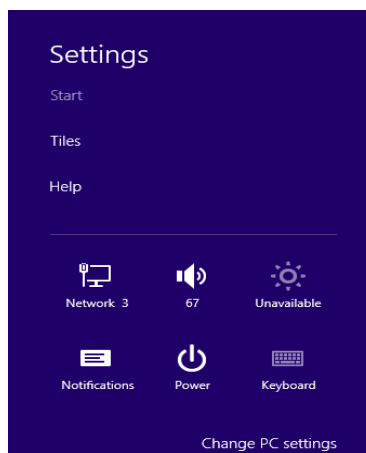 Settings
Start
Tiles
Help
Network 3 67 Unavailable
Notifications Power Keyboard
Change PC settings